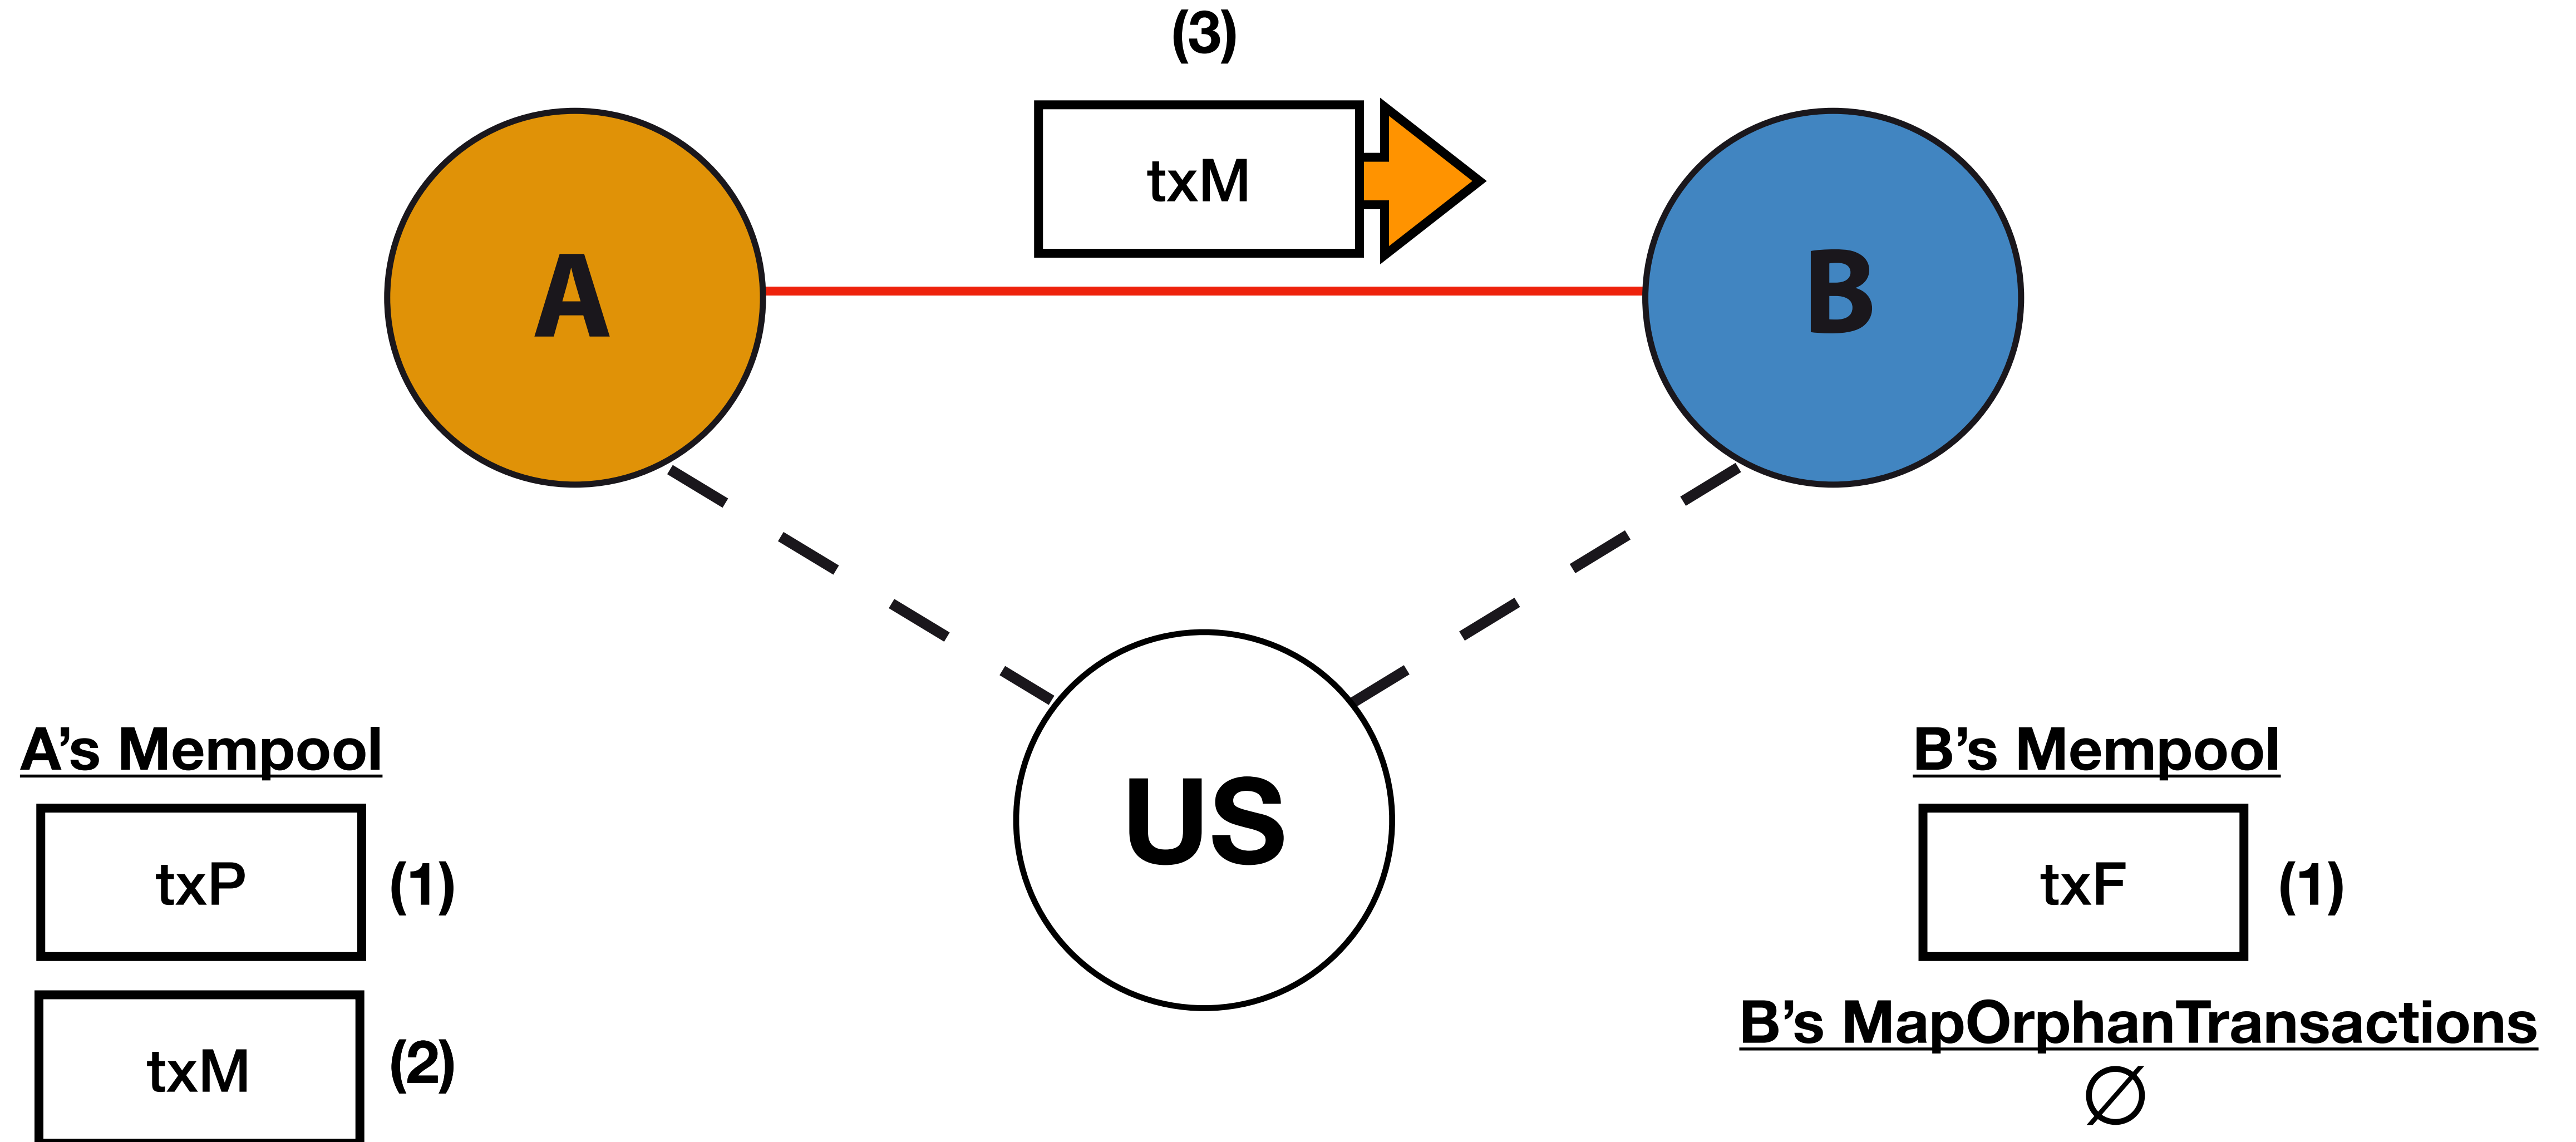 (3)
txM
A
B
US
A’s Mempool
txP
(1)
txM
(2)
B’s Mempool
txF
(1)
B’s MapOrphanTransactions
∅